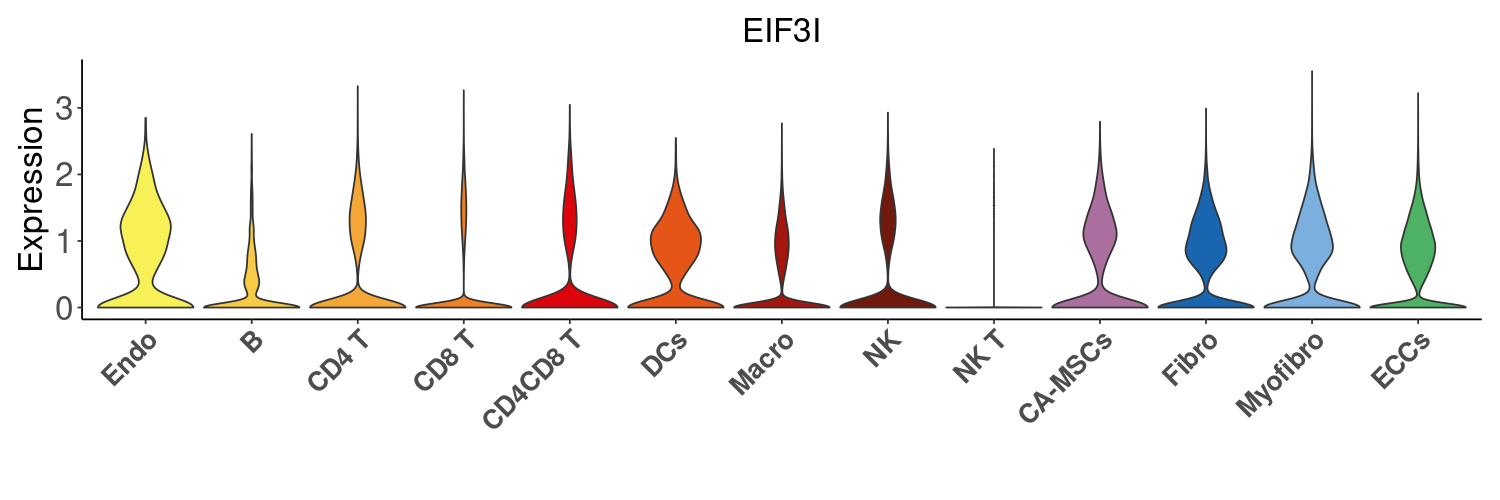 EIF3I
Expression
3
2
1
0
Endo
B
CD4 T
CD8 T
CD4CD8 T
DCs
Macro
NK
NK T
CA-MSCs
Fibro
Myofibro
ECCs